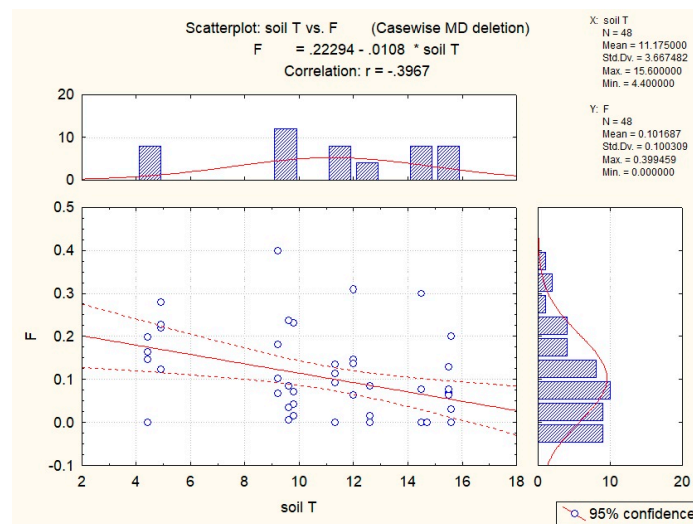 Scatterplot: soil T vs. F (Casewise MD deletion)
F = .22294 - .0108 * soil T
Correlation: r = -.3967
X: soil T
N = 48
Mean = 11.175000
Std.Dv. = 3.667482
Max. = 15.600000
Min. = 4.400000
Y: F
N = 48
Mean = 0.101687
Std.Dv. = 0.100309
Max. = 0.399459
Min. = 0.000000
20
10
0
0.5
0.4
0.3
0.2
0.1
0.0
-0.1
F
2 4 6 8 10 12 14 16 18
soil T
0 10 20
95% confidence